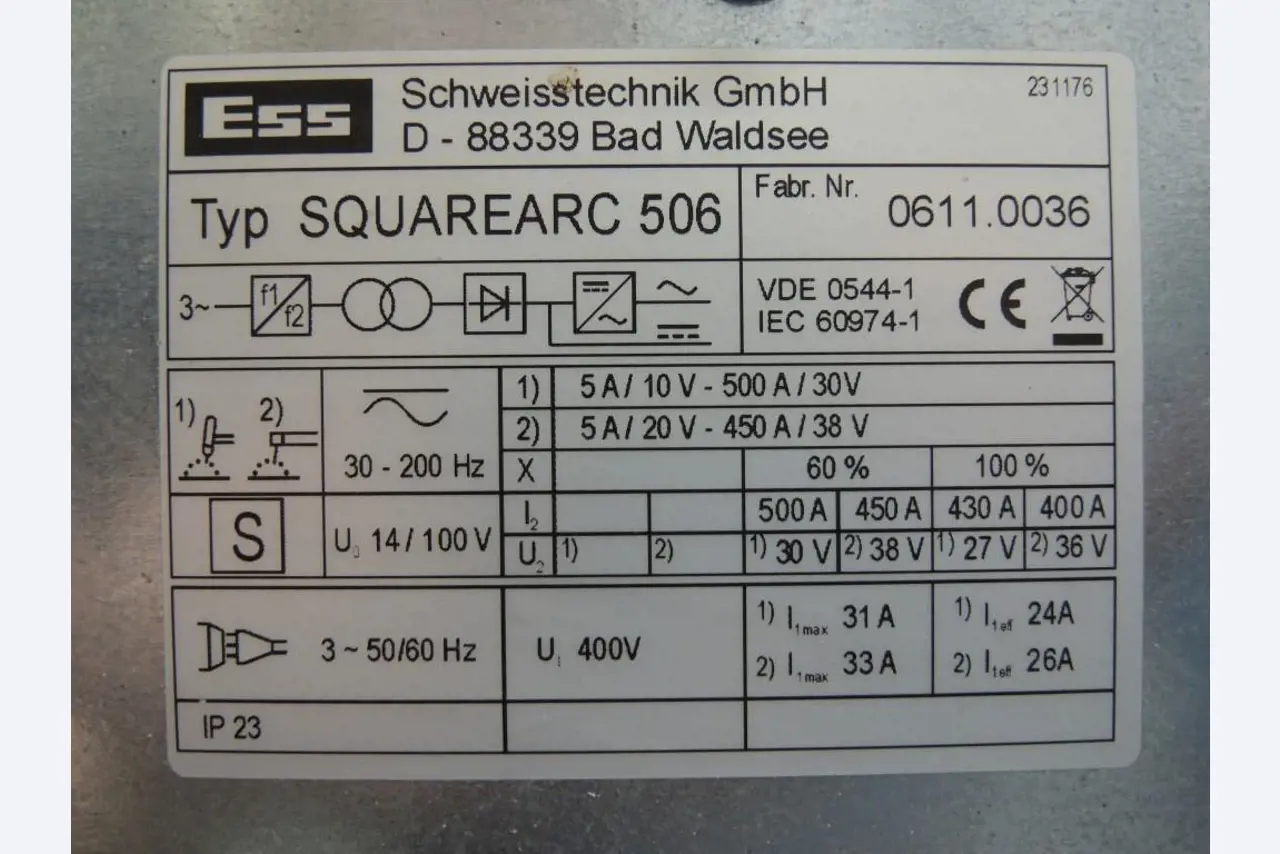 ESS
Schweisstechnik GmbH
D - 88339 Bad Waldsee
231176
Typ SQUAREARC 506
Fabr. Nr.
0611.0036
3~
f1
f2
VDE 0544-1
IEC 60974-1
CE
1)
2)
30 - 200 Hz
1) 5 A / 10 V - 500 A / 30V
2) 5 A / 20 V - 450 A / 38 V
X 60 % 100 %
S
U₀ 14 / 100 V
I₂ 500 A 450 A 430 A 400 A
U₂ 1) 2) 1) 30 V 2) 38 V 1) 27 V 2) 36 V
3 ~ 50/60 Hz
U₁ 400V
1) I₁max 31 A
2) I₁max 33 A
1) I₁eff 24A
2) I₁eff 26A
IP 23